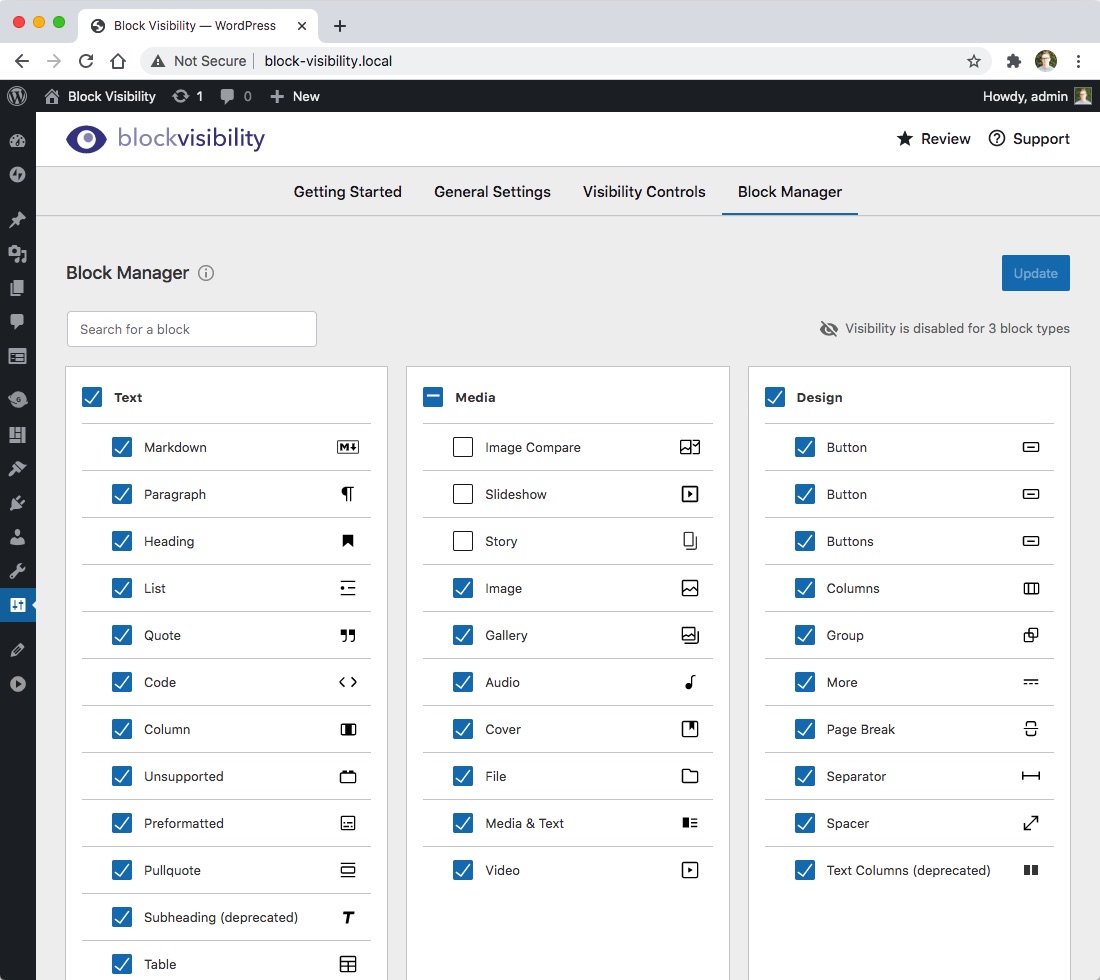 Block Visibility — WordPress
Not Secure block-visibility.local
Block Visibility 1 0 New Howdy, admin
blockvisibility Review Support
Getting Started General Settings Visibility Controls Block Manager
Block Manager Update
Search for a block Visibility is disabled for 3 block types
Text
Markdown
Paragraph
Heading
List
Quote
Code
Column
Unsupported
Preformatted
Pullquote
Subheading (deprecated)
Table
Media
Image Compare
Slideshow
Story
Image
Gallery
Audio
Cover
File
Media & Text
Video
Design
Button
Button
Buttons
Columns
Group
More
Page Break
Separator
Spacer
Text Columns (deprecated)